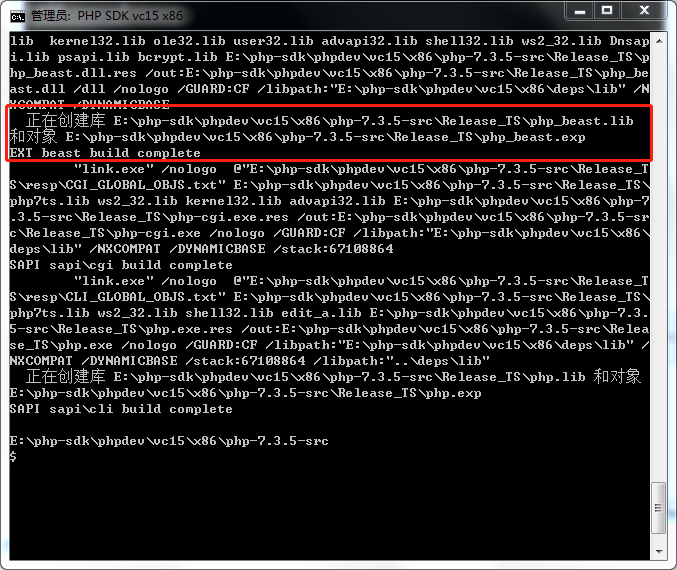 管理员: PHP SDK vc15 x86
lib  kernel32.lib ole32.lib user32.lib advapi32.lib shell32.lib ws2_32.lib Dnsap
i.lib psapi.lib bcrypt.lib E:\php-sdk\phpdev\vc15\x86\php-7.3.5-src\Release_TS\p
hp_beast.dll.res /out:E:\php-sdk\phpdev\vc15\x86\php-7.3.5-src\Release_TS\php_be
ast.dll /dll /nologo /GUARD:CF /libpath:"E:\php-sdk\phpdev\vc15\x86\deps\lib" /N
XCOMPAT /DYNAMICBASE
正在创建库 E:\php-sdk\phpdev\vc15\x86\php-7.3.5-src\Release_TS\php_beast.lib
和对象 E:\php-sdk\phpdev\vc15\x86\php-7.3.5-src\Release_TS\php_beast.exp
EXT beast build complete
"link.exe" /nologo  @"E:\php-sdk\phpdev\vc15\x86\php-7.3.5-src\Release_T
S\resp\CGI_GLOBAL_OBJS.txt" E:\php-sdk\phpdev\vc15\x86\php-7.3.5-src\Release_TS\
php7ts.lib ws2_32.lib kernel32.lib advapi32.lib E:\php-sdk\phpdev\vc15\x86\php-7
.3.5-src\Release_TS\php-cgi.exe.res /out:E:\php-sdk\phpdev\vc15\x86\php-7.3.5-sr
c\Release_TS\php-cgi.exe /nologo /GUARD:CF /libpath:"E:\php-sdk\phpdev\vc15\x86\
deps\lib" /NXCOMPAT /DYNAMICBASE /stack:67108864
SAPI sapi\cgi build complete
"link.exe" /nologo  @"E:\php-sdk\phpdev\vc15\x86\php-7.3.5-src\Release_T
S\resp\CLI_GLOBAL_OBJS.txt" E:\php-sdk\phpdev\vc15\x86\php-7.3.5-src\Release_TS\
php7ts.lib ws2_32.lib shell32.lib edit_a.lib E:\php-sdk\phpdev\vc15\x86\php-7.3.
5-src\Release_TS\php.exe.res /out:E:\php-sdk\phpdev\vc15\x86\php-7.3.5-src\Relea
se_TS\php.exe /nologo /GUARD:CF /libpath:"E:\php-sdk\phpdev\vc15\x86\deps\lib" /
NXCOMPAT /DYNAMICBASE /stack:67108864 /libpath:"..\deps\lib"
正在创建库 E:\php-sdk\phpdev\vc15\x86\php-7.3.5-src\Release_TS\php.lib 和对象
E:\php-sdk\phpdev\vc15\x86\php-7.3.5-src\Release_TS\php.exp
SAPI sapi\cli build complete
E:\php-sdk\phpdev\vc15\x86\php-7.3.5-src
$